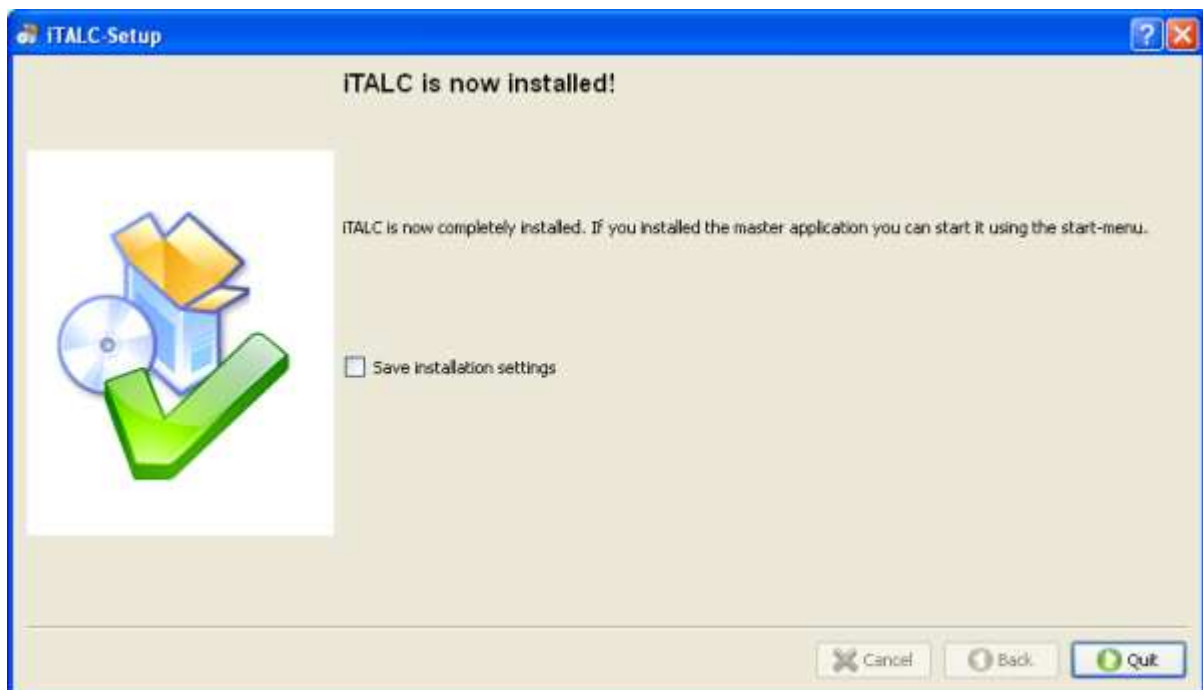 iTALC-Setup
iTALC is now installed!
iTALC is now completely installed. If you installed the master application you can start it using the start-menu.
Save installation settings
Cancel
Back
Quit